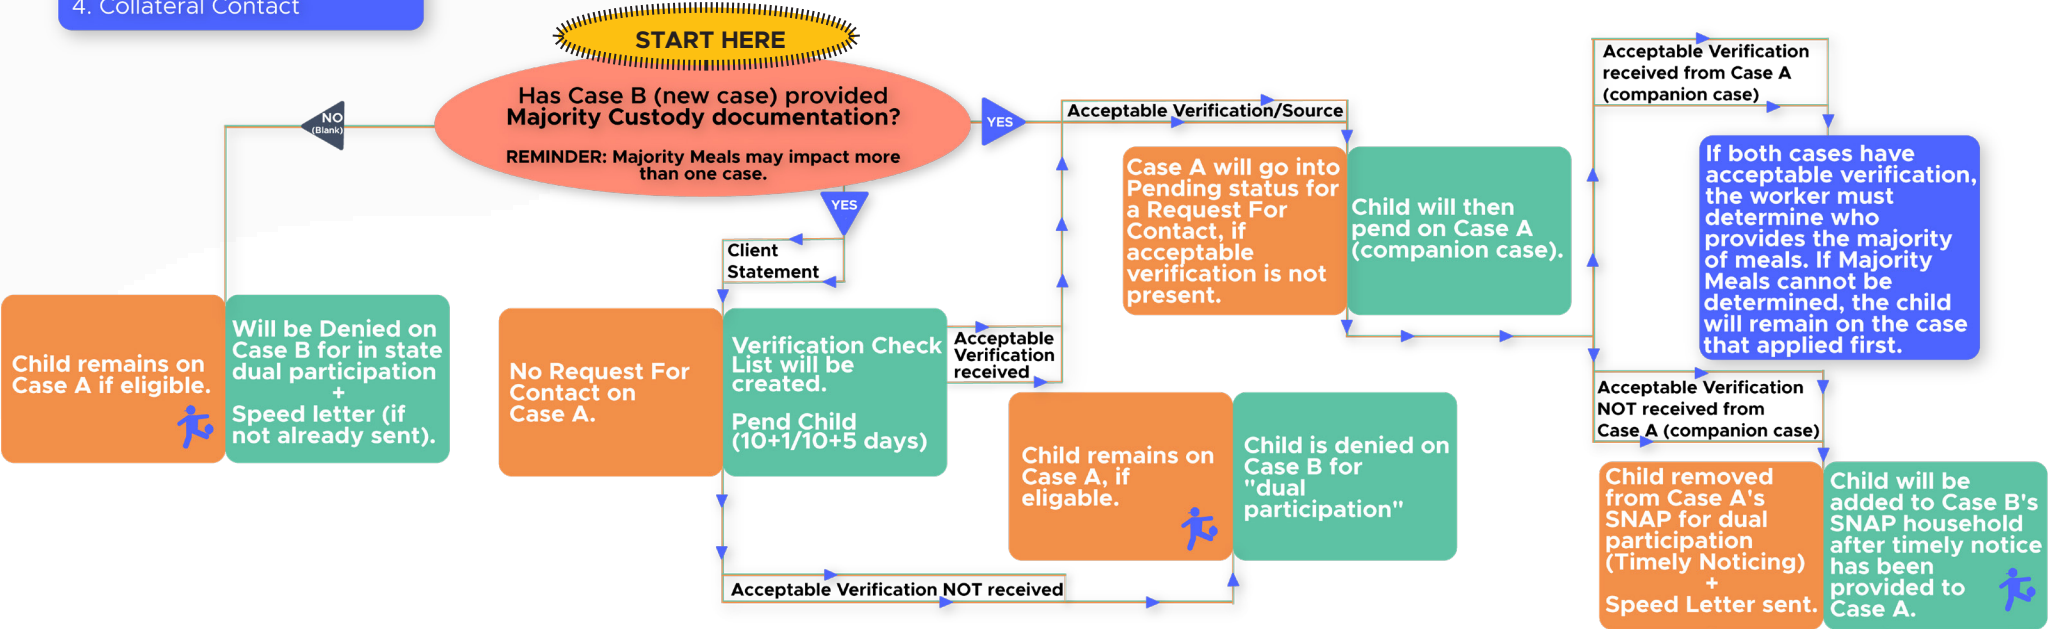 4. Collateral Contact
START HERE
Has Case B (new case) provided
Majority Custody documentation?
REMINDER: Majority Meals may impact more
than one case.
NO
(Blank)
YES
YES
Child remains on
Case A if eligible.
Will be Denied on
Case B for in state
dual participation
+
Speed letter (if
not already sent).
Client
Statement
No Request For
Contact on
Case A.
Verification Check
List will be
created.
Pend Child
(10+1/10+5 days)
Acceptable
Verification
received
Acceptable Verification NOT received
Child remains on
Case A, if
eligable.
Child is denied on
Case B for
"dual
participation"
Acceptable Verification/Source
Case A will go into
Pending status for
a Request For
Contact, if
acceptable
verification is not
present.
Child will then
pend on Case A
(companion case).
Acceptable Verification
received from Case A
(companion case)
If both cases have
acceptable verification,
the worker must
determine who
provides the majority
of meals. If Majority
Meals cannot be
determined, the child
will remain on the case
that applied first.
Acceptable Verification
NOT received from
Case A (companion case)
Child removed
from Case A's
SNAP for dual
participation
(Timely Noticing)
+
Speed Letter sent.
Child will be
added to Case B's
SNAP household
after timely notice
has been
provided to
Case A.